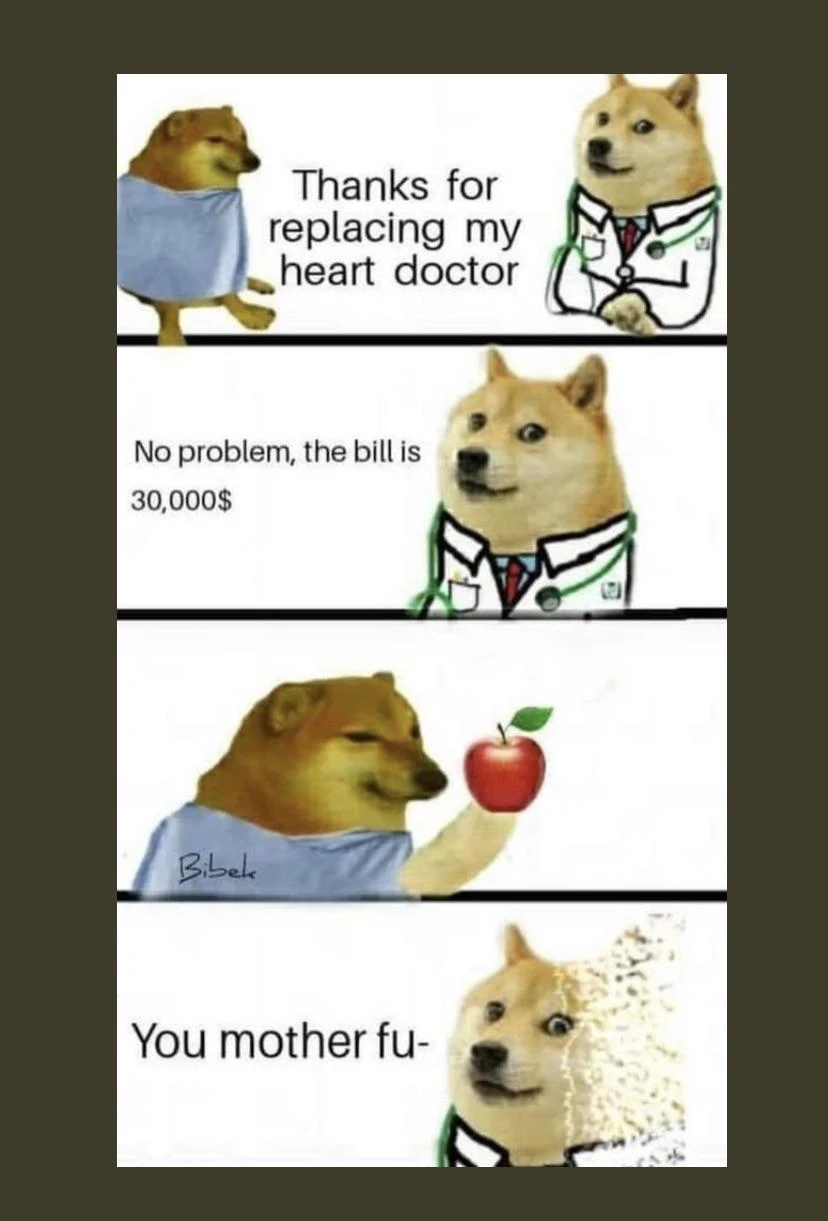 Thanks for
replacing my
heart doctor
No problem, the bill is
30,000$
Bibek
You mother fu-